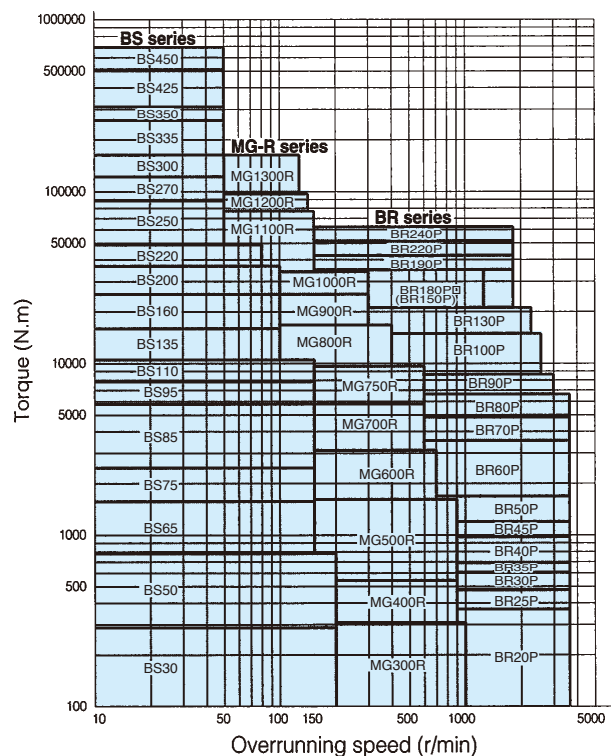 1000000
BS series
BS450
500000
BS425
BS350
BS335
MG-R series
BS300
MG1300R
100000
BS270
MG1200R
BR series
BS250
MG1100R
BR240P
50000
BR220P
BS220
BR190P
BS200
MG1000R
BR180P□
(BR150P)
BS160
MG900R
BR130P
BS135
MG800R
BR100P
10000
BS110
MG750R
BR90P
BS95
BR80P
5000
BS85
MG700R
BR70P
BS75
MG600R
BR60P
BS65
BR50P
1000
MG500R
BR45P
BR40P
BR35P
500
BS50
BR30P
MG400R
BR25P
BS30
MG300R
BR20P
100
10
50
100
150
500
1000
5000
Torque (N.m)
Overrunning speed (r/min)